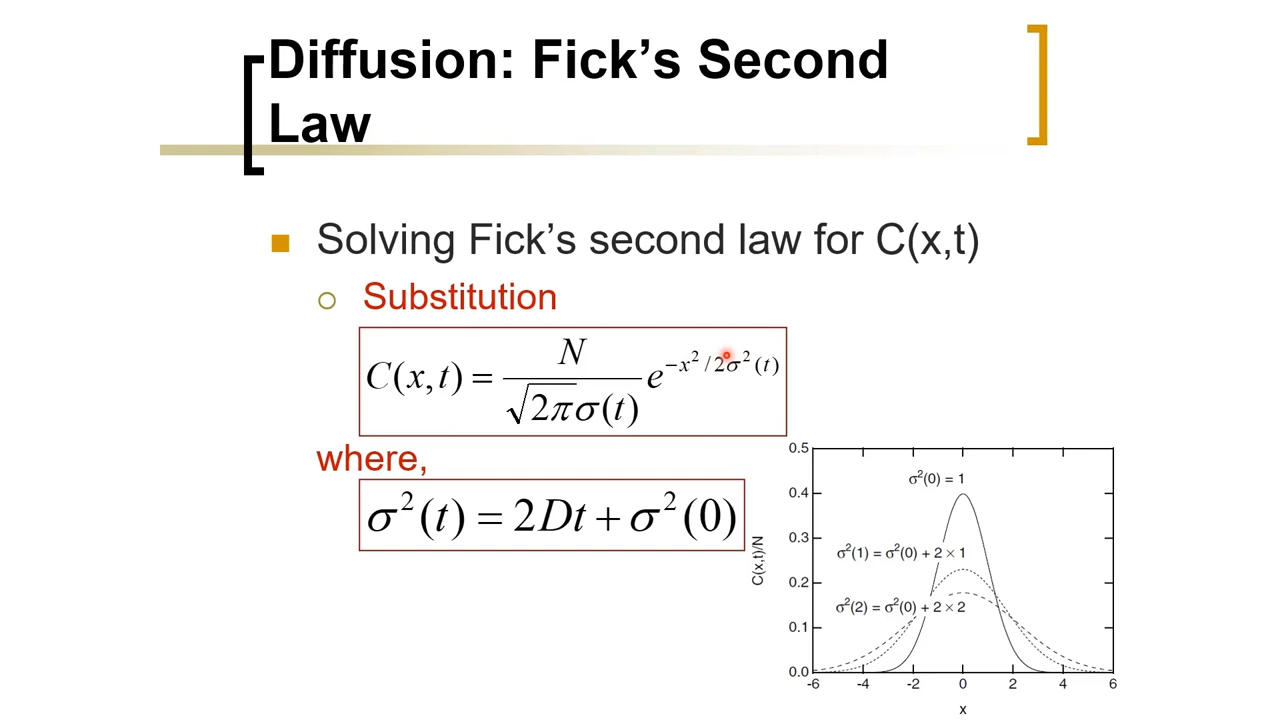 Diffusion: Fick’s Second
Law
Solving Fick’s second law for C(x,t)
Substitution
C(x,t) = N / √2π σ(t) e^{−x²/2σ²(t)}
where,
σ²(t) = 2Dt + σ²(0)
0.5
0.4
0.3
0.2
0.1
0.0
C(x,t)/N
σ²(0) = 1
σ²(1) = σ²(0) + 2 × 1
σ²(2) = σ²(0) + 2 × 2
-6 -4 -2 0 2 4 6
x